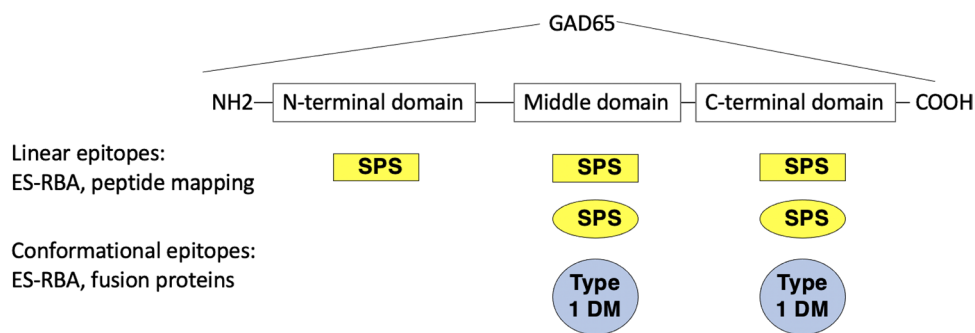 GAD65
NH2 N-terminal domain Middle domain C-terminal domain COOH
Linear epitopes:
ES-RBA, peptide mapping
SPS SPS SPS
SPS SPS
Conformational epitopes:
ES-RBA, fusion proteins
Type
1 DM
Type
1 DM